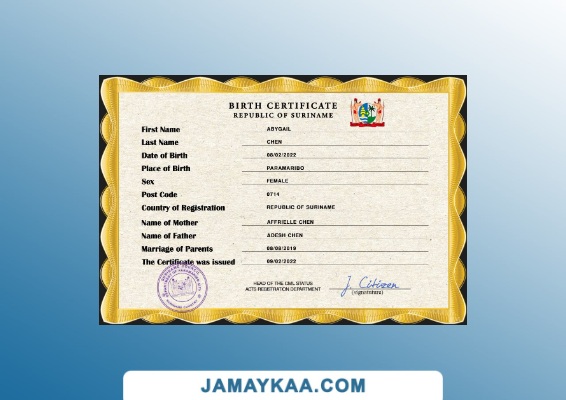 BIRTH CERTIFICATE
REPUBLIC OF SURINAME
First Name ABYGAIL
Last Name CHEN
Date of Birth 06/02/2022
Place of Birth PARAMARIBO
Sex FEMALE
Post Code 0714
Country of Registration REPUBLIC OF SURINAME
Name of Mother AFFRIELLE CHEN
Name of Father ADESH CHEN
Marriage of Parents 08/08/2019
The Certificate was issued 09/02/2022
HEAD OF THE CIVIL STATUS
ACTS REGISTRATION DEPARTMENT
J. Citizen
(signature)
JAMAYKAA.COM